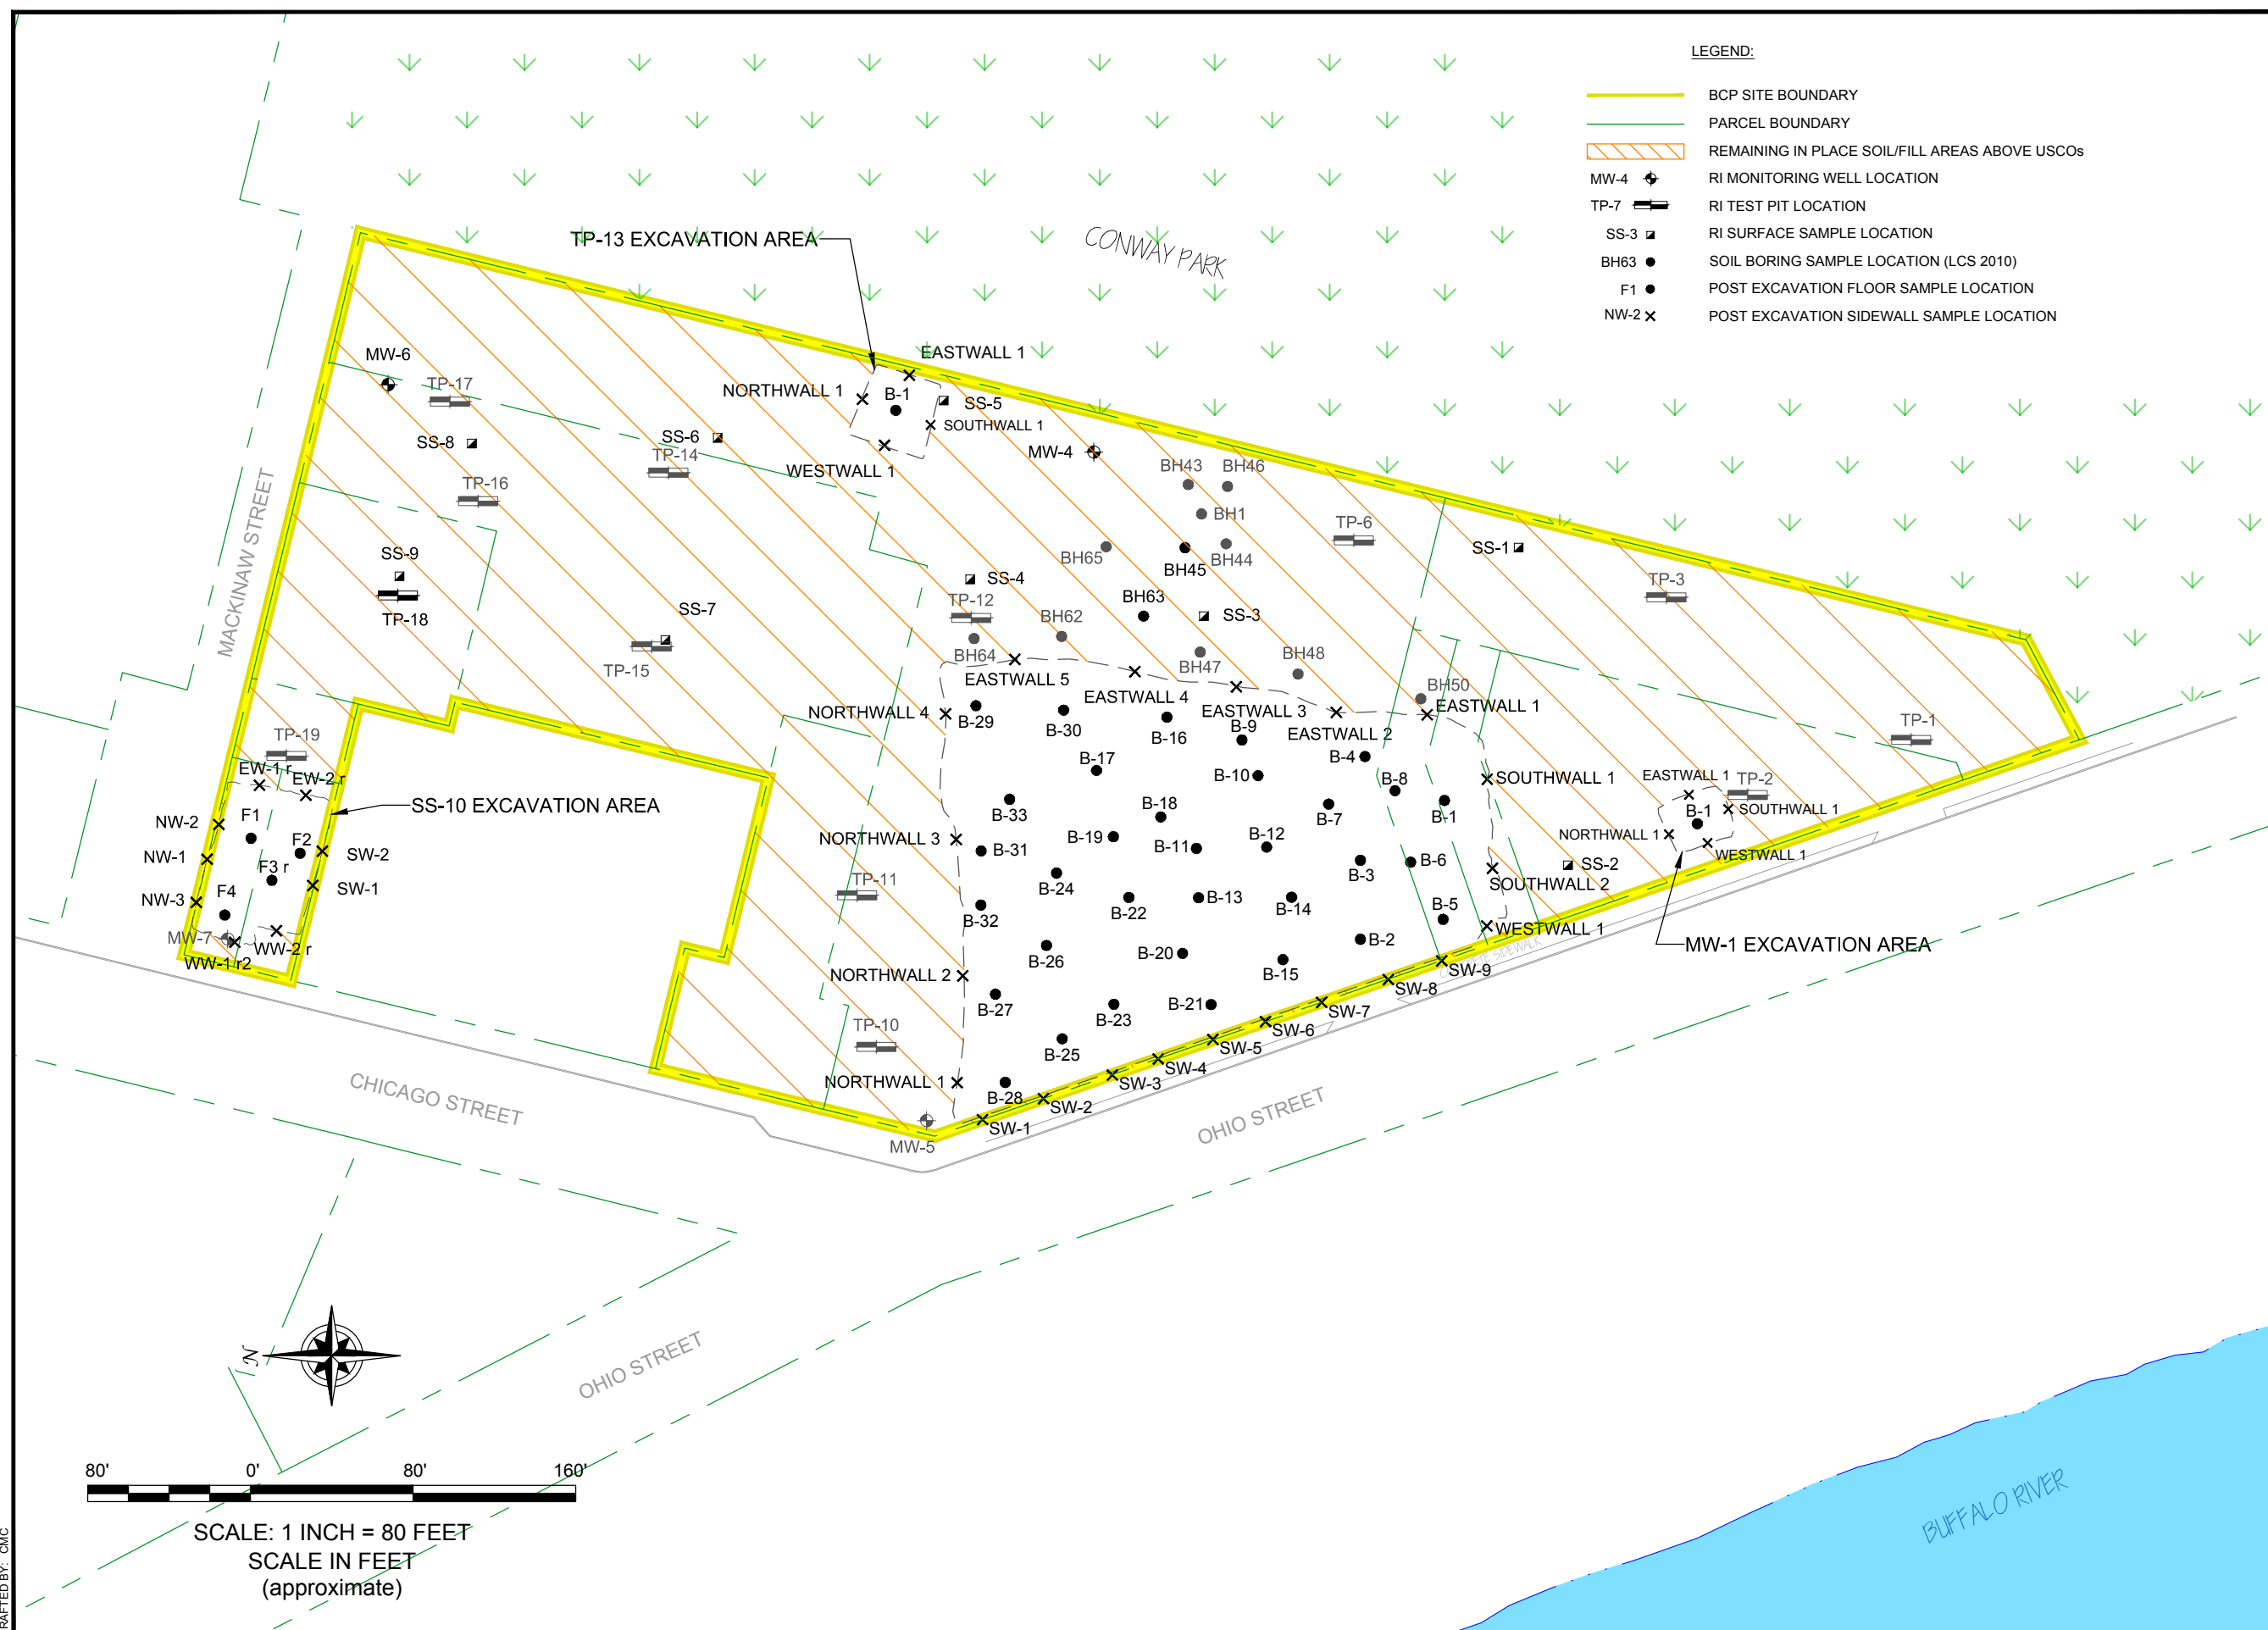 LEGEND:
BCP SITE BOUNDARY
PARCEL BOUNDARY
REMAINING IN PLACE SOIL/FILL AREAS ABOVE USCOs
MW-4 RI MONITORING WELL LOCATION
TP-7 RI TEST PIT LOCATION
SS-3 RI SURFACE SAMPLE LOCATION
BH63 SOIL BORING SAMPLE LOCATION (LCS 2010)
F1 POST EXCAVATION FLOOR SAMPLE LOCATION
NW-2 POST EXCAVATION SIDEWALL SAMPLE LOCATION
TP-13 EXCAVATION AREA
CONWAY PARK
EASTWALL 1
MW-6
TP-17
NORTHWALL 1
B-1
SS-5
SOUTHWALL 1
SS-8
SS-6
TP-14
WESTWALL 1
MW-4
BH43
BH46
TP-16
BH1
TP-6
MACKINAW STREET
SS-9
BH65
BH45
BH44
SS-1
SS-4
TP-3
TP-18
SS-7
TP-12
BH63
SS-3
BH62
TP-15
BH64
BH47
BH48
EASTWALL 5
EASTWALL 4
BH50
EASTWALL 1
NORTHWALL 4
B-29
B-30
B-16
EASTWALL 3
B-9
EASTWALL 2
TP-1
TP-19
EW-1 r
EW-2 r
B-17
B-10
B-4
B-8
SOUTHWALL 1
EASTWALL 1
TP-2
SS-10 EXCAVATION AREA
B-33
B-18
B-7
B-1
B-1
SOUTHWALL 1
NW-2
F1
NORTHWALL 3
B-19
B-12
NORTHWALL 1
NW-1
F2
SW-2
B-31
B-11
B-3
B-6
WESTWALL 1
F3 r
SW-1
TP-11
B-24
SS-2
SOUTHWALL 2
NW-3
F4
B-32
B-22
B-13
B-14
B-5
WESTWALL 1
MW-7
WW-2 r
WW-1 r2
B-26
B-20
B-2
MW-1 EXCAVATION AREA
NORTHWALL 2
B-15
SIDEWALK
SW-9
B-27
B-23
B-21
SW-8
SW-7
TP-10
B-25
SW-6
SW-5
SW-4
NORTHWALL 1
B-28
SW-3
SW-2
SW-1
CHICAGO STREET
MW-5
OHIO STREET
N
OHIO STREET
BUFFALO RIVER
80' 0' 80' 160'
SCALE: 1 INCH = 80 FEET
SCALE IN FEET
(approximate)
RAFTED BY: CMC